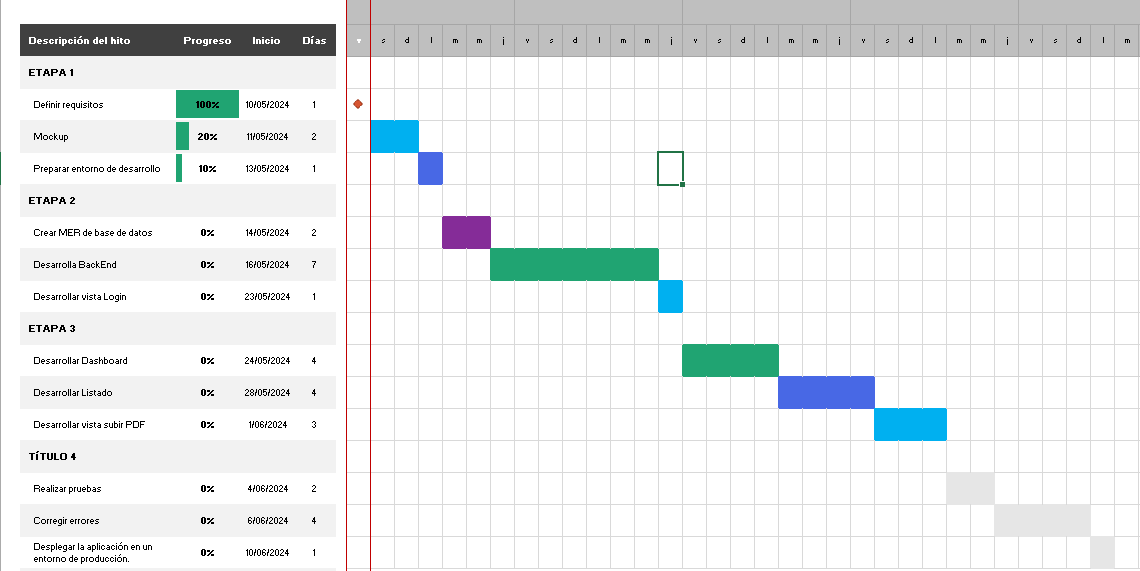 Descripción del hito Progreso Inicio Días v s d l m m j v s d l m m j v s d l m m j v s d l m m j v s d l m
ETAPA 1
Definir requisitos 100% 10/05/2024 1
Mockup 20% 11/05/2024 2
Preparar entorno de desarrollo 10% 13/05/2024 1
ETAPA 2
Crear MER de base de datos 0% 14/05/2024 2
Desarrolla BackEnd 0% 16/05/2024 7
Desarrollar vista Login 0% 23/05/2024 1
ETAPA 3
Desarrollar Dashboard 0% 24/05/2024 4
Desarrollar Listado 0% 28/05/2024 4
Desarrollar vista subir PDF 0% 1/06/2024 3
TÍTULO 4
Realizar pruebas 0% 4/06/2024 2
Corregir errores 0% 6/06/2024 4
Desplegar la aplicación en un
entorno de producción. 0% 10/06/2024 1